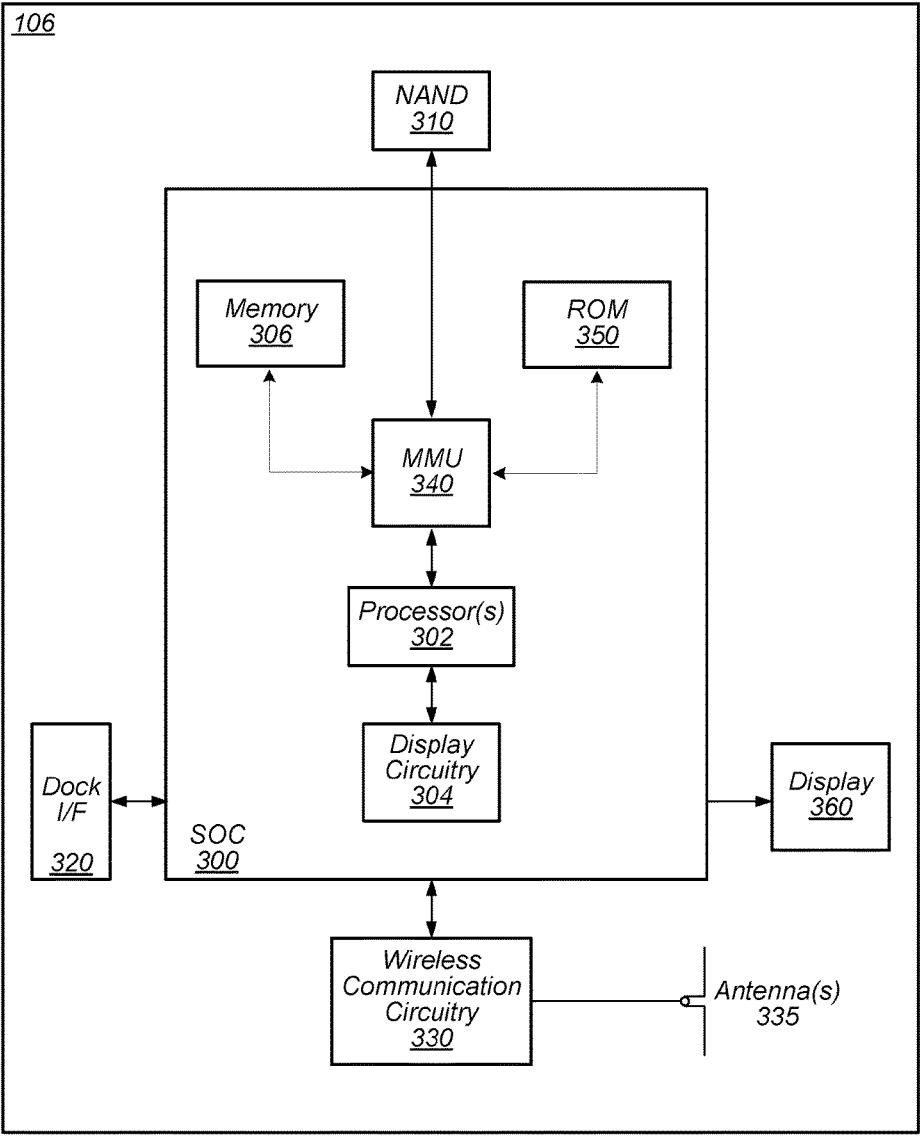 106
NAND
310
Memory
306
ROM
350
MMU
340
Processor(s)
302
Display
Circuitry
304
Dock
I/F
320
SOC
300
Display
360
Wireless
Communication
Circuitry
330
Antenna(s)
335